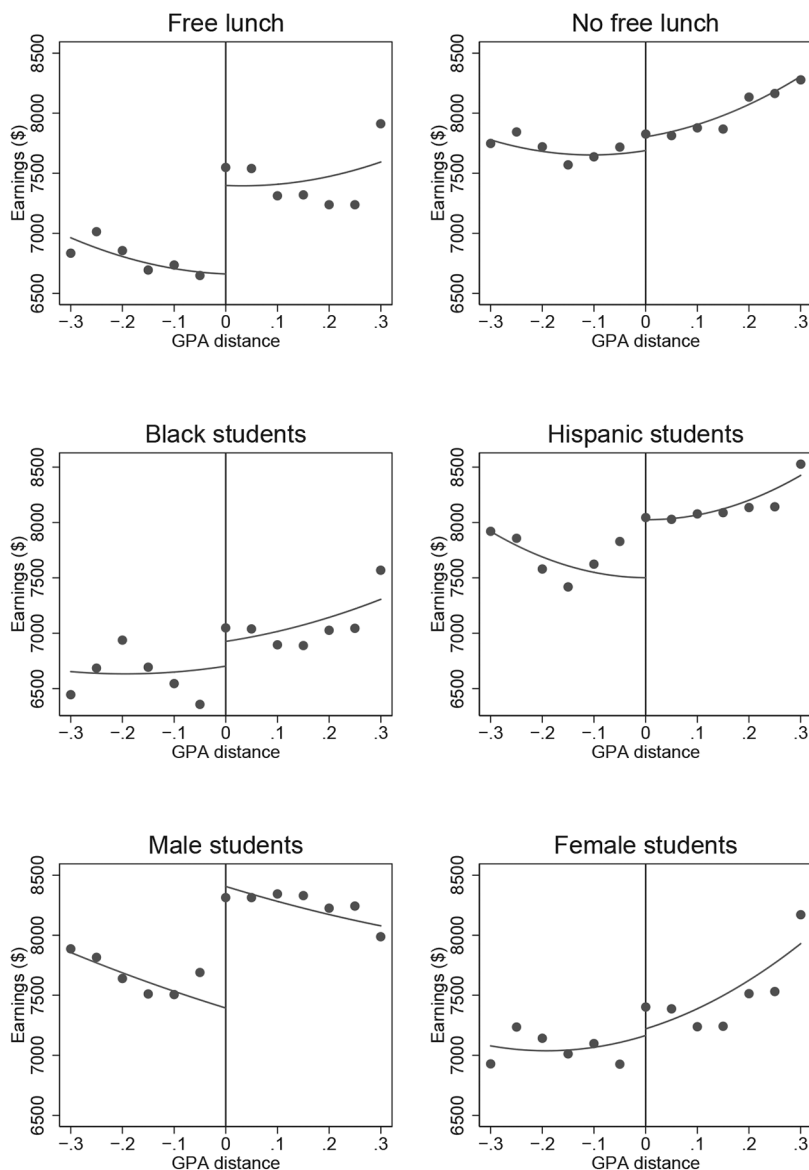 Free lunch
Earnings ($)
8500
8000
7500
7000
6500
−.3 −.2 −.1 0 .1 .2 .3
GPA distance
No free lunch
Earnings ($)
8500
8000
7500
7000
6500
−.3 −.2 −.1 0 .1 .2 .3
GPA distance
Black students
Earnings ($)
8500
8000
7500
7000
6500
−.3 −.2 −.1 0 .1 .2 .3
GPA distance
Hispanic students
Earnings ($)
8500
8000
7500
7000
6500
−.3 −.2 −.1 0 .1 .2 .3
GPA distance
Male students
Earnings ($)
8500
8000
7500
7000
6500
−.3 −.2 −.1 0 .1 .2 .3
GPA distance
Female students
Earnings ($)
8500
8000
7500
7000
6500
−.3 −.2 −.1 0 .1 .2 .3
GPA distance